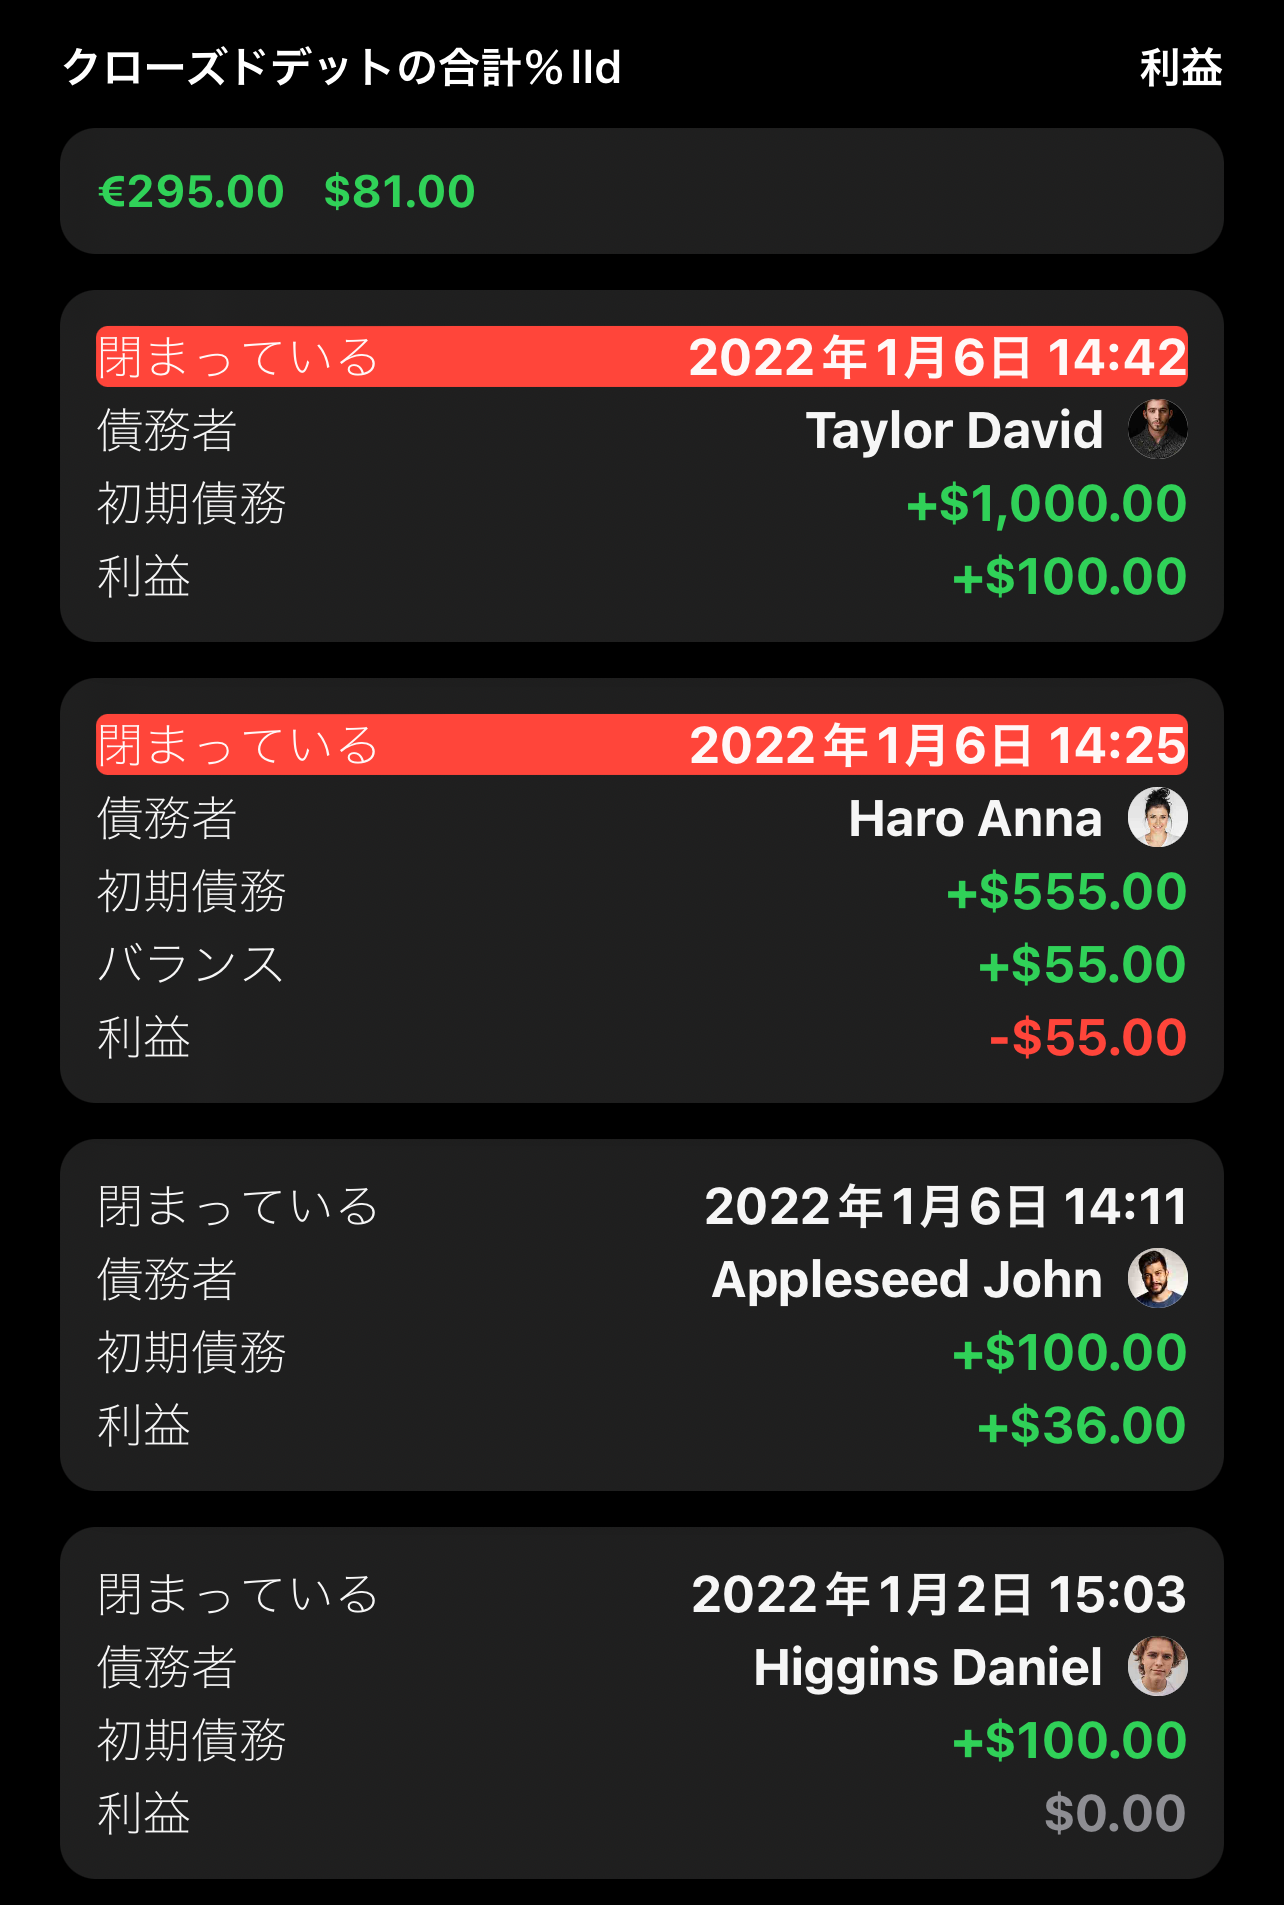 クローズドデットの合計% lld 利益
€295.00 $81.00
閉まっている 2022年1月6日 14:42
債務者 Taylor David
初期債務 +$1,000.00
利益 +$100.00
閉まっている 2022年1月6日 14:25
債務者 Haro Anna
初期債務 +$555.00
バランス +$55.00
利益 -$55.00
閉まっている 2022年1月6日 14:11
債務者 Appleseed John
初期債務 +$100.00
利益 +$36.00
閉まっている 2022年1月2日 15:03
債務者 Higgins Daniel
初期債務 +$100.00
利益 $0.00